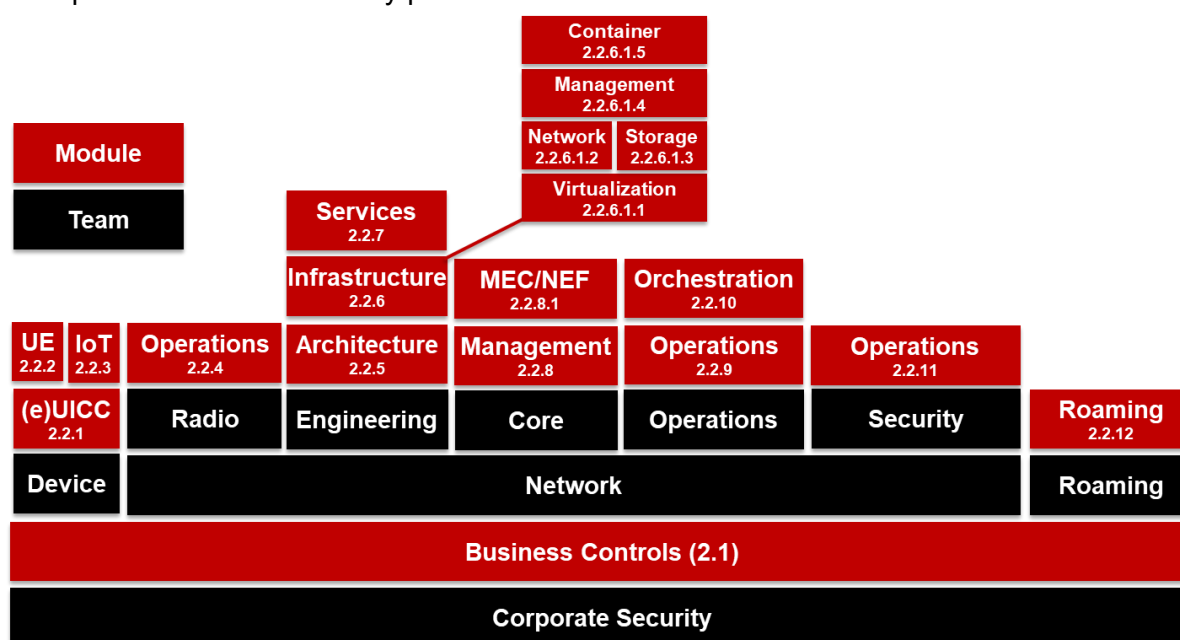 Container
2.2.6.1.5
Management
2.2.6.1.4
Network
2.2.6.1.2
Storage
2.2.6.1.3
Virtualization
2.2.6.1.1
Module
Team
Services
2.2.7
Infrastructure
2.2.6
MEC/NEF
2.2.8.1
Orchestration
2.2.10
UE
2.2.2
IoT
2.2.3
Operations
2.2.4
Architecture
2.2.5
Management
2.2.8
Operations
2.2.9
Operations
2.2.11
(e)UICC
2.2.1
Radio
Engineering
Core
Operations
Security
Roaming
2.2.12
Device
Network
Roaming
Business Controls (2.1)
Corporate Security